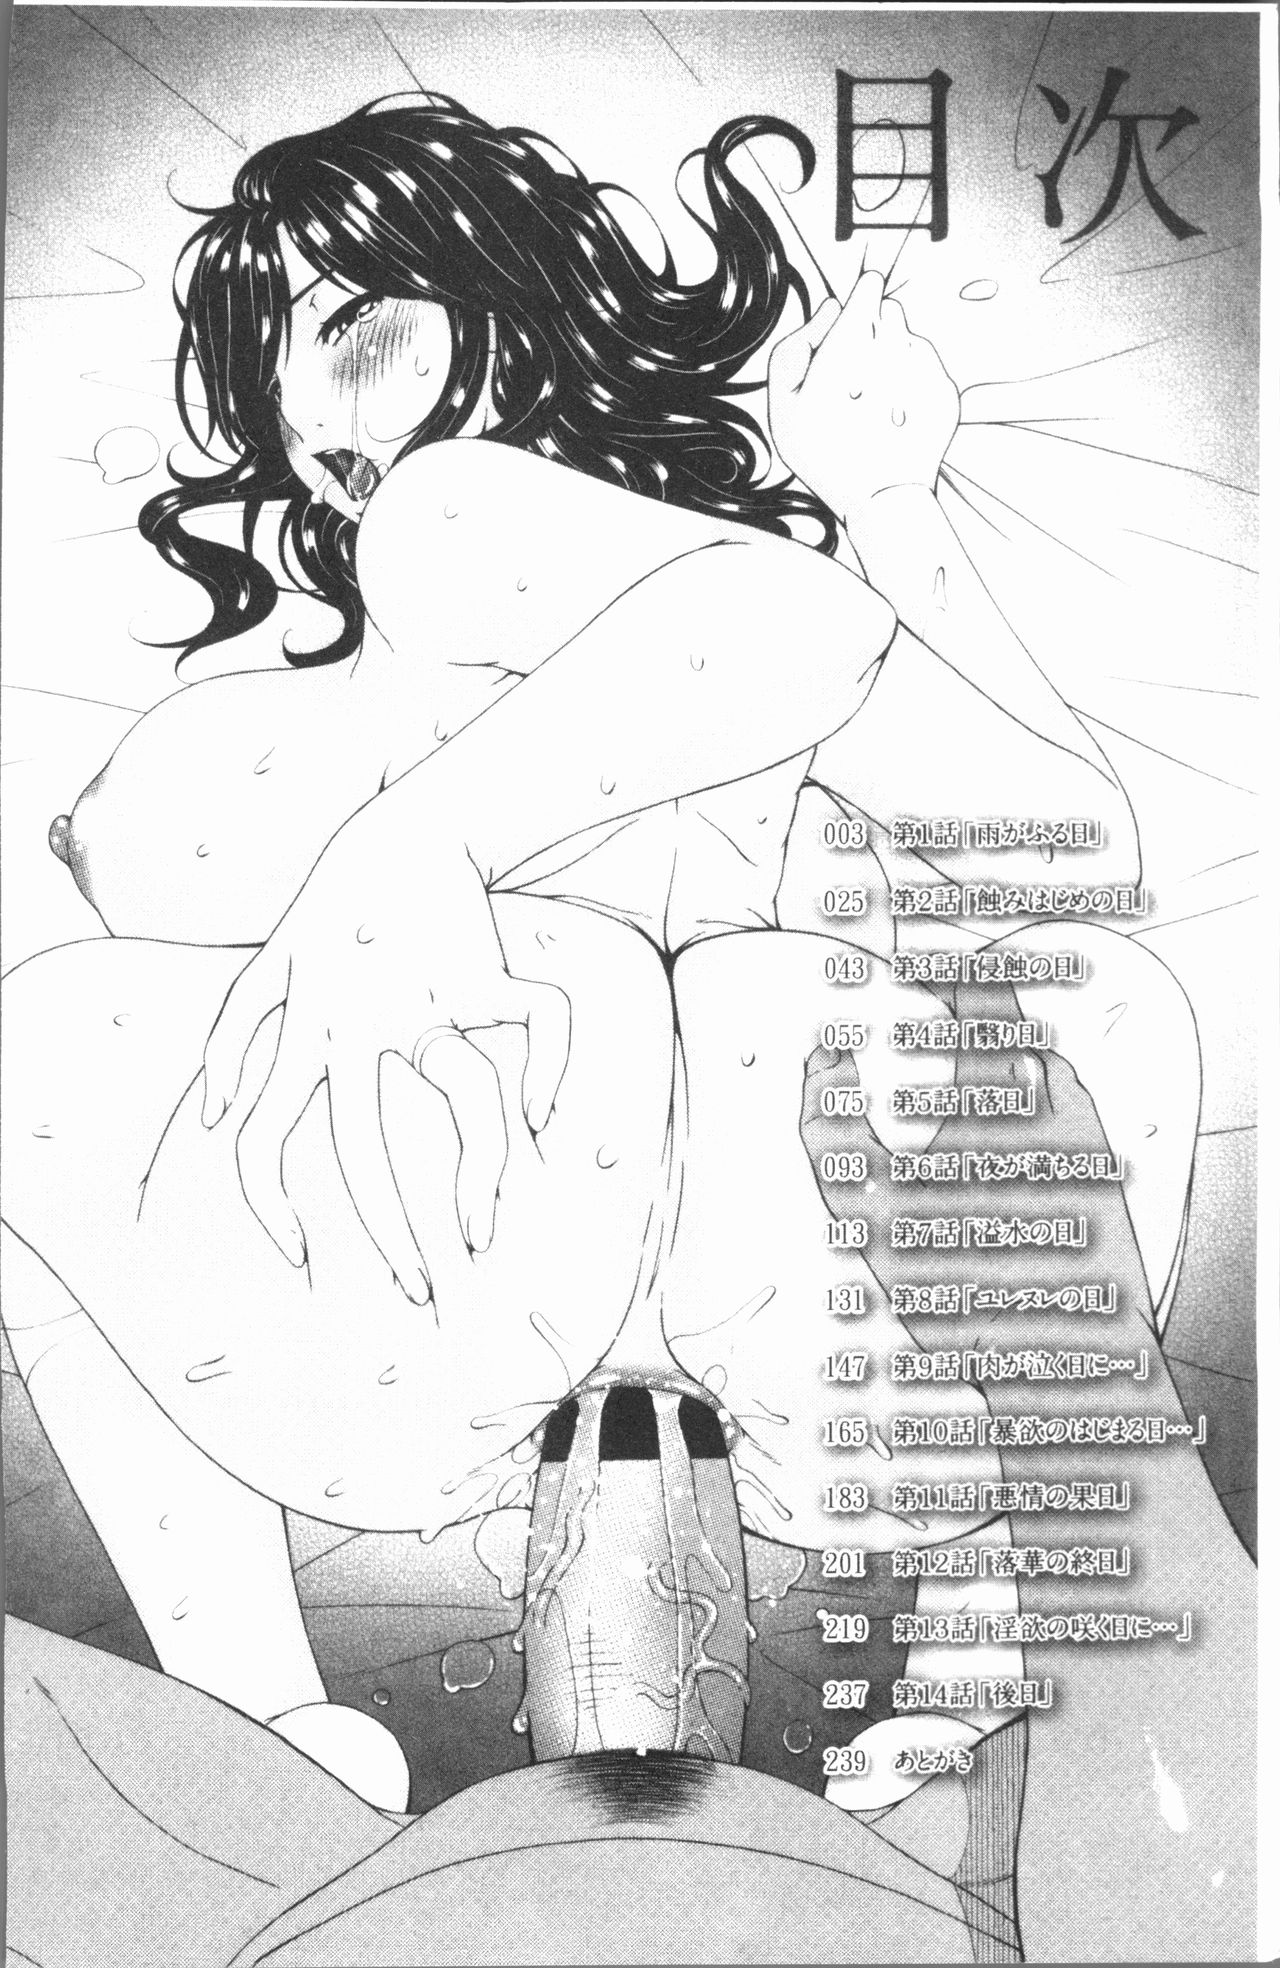 目次
003 第1話「雨がふる日」
025 第2話「蝕みはじめの日」
043 第3話「侵蝕の日」
055 第4話「翳り日」
075 第5話「落日」
093 第6話「夜が満ちる日」
113 第7話「溢水の日」
131 第8話「ユレヌレの日」
147 第9話「肉が泣く日に…」
165 第10話「暴欲のはじまる日…」
183 第11話「悪情の果日」
201 第12話「落華の終日」
219 第13話「淫欲の咲く日に…」
237 第14話「後日」
239 あとがき